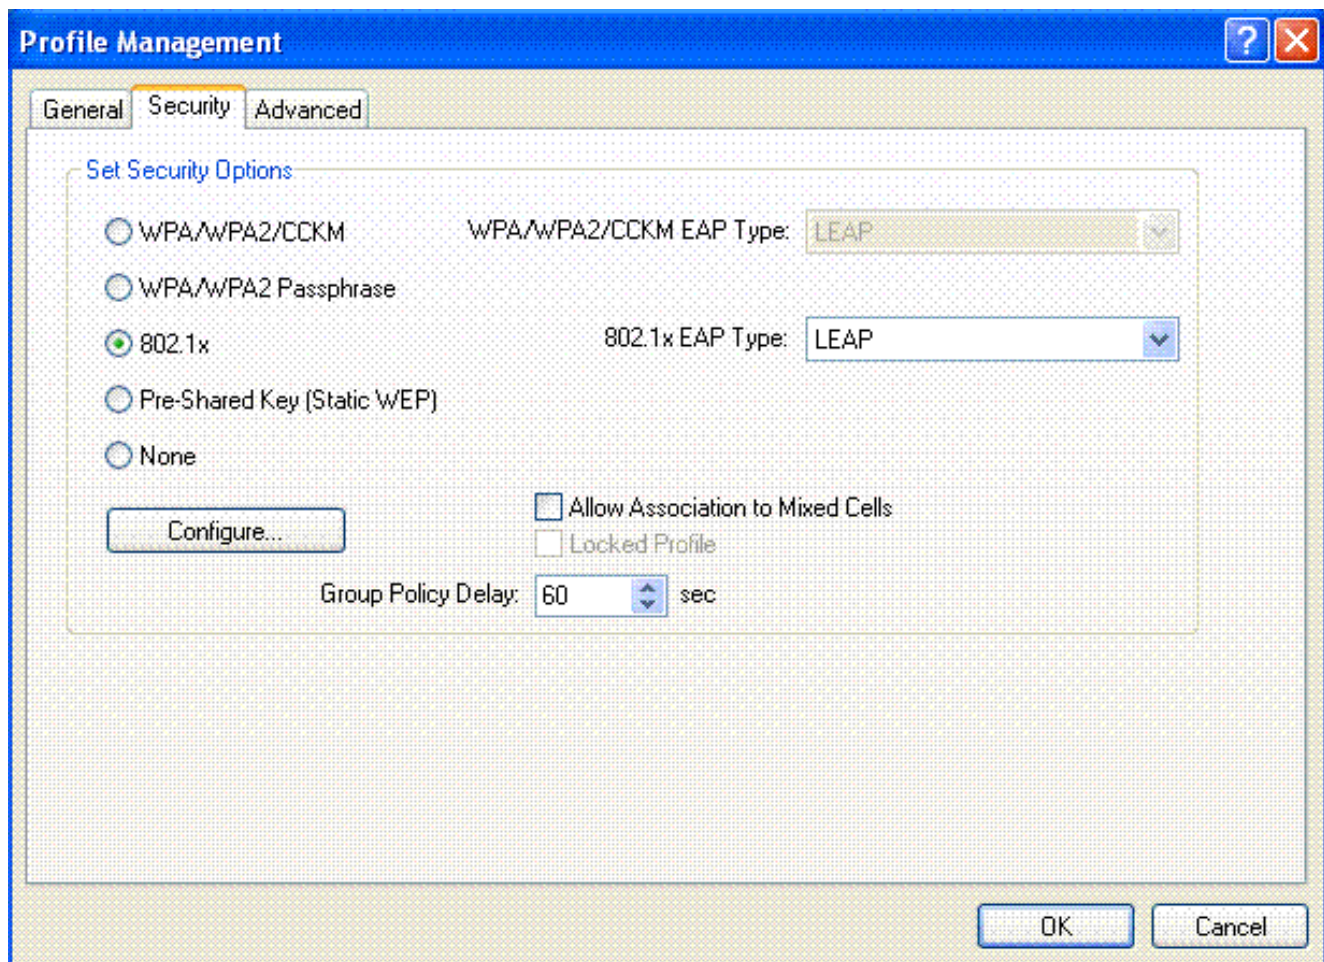 Profile Management
General Security Advanced
Set Security Options
WPA/WPA2/CCKM WPA/WPA2/CCKM EAP Type: LEAP
WPA/WPA2 Passphrase
802.1x 802.1x EAP Type: LEAP
Pre-Shared Key (Static WEP)
None
Allow Association to Mixed Cells
Configure...
Locked Profile
Group Policy Delay: 60 sec
OK Cancel